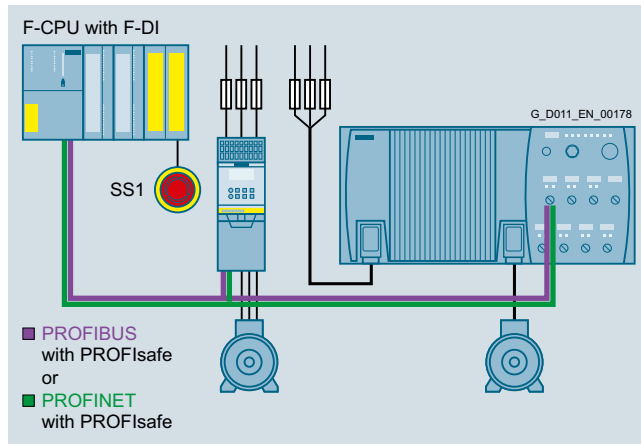 F-CPU with F-DI
G_D011_EN_00178
SS1
PROFIBUS
with PROFIsafe
or
PROFINET
with PROFIsafe